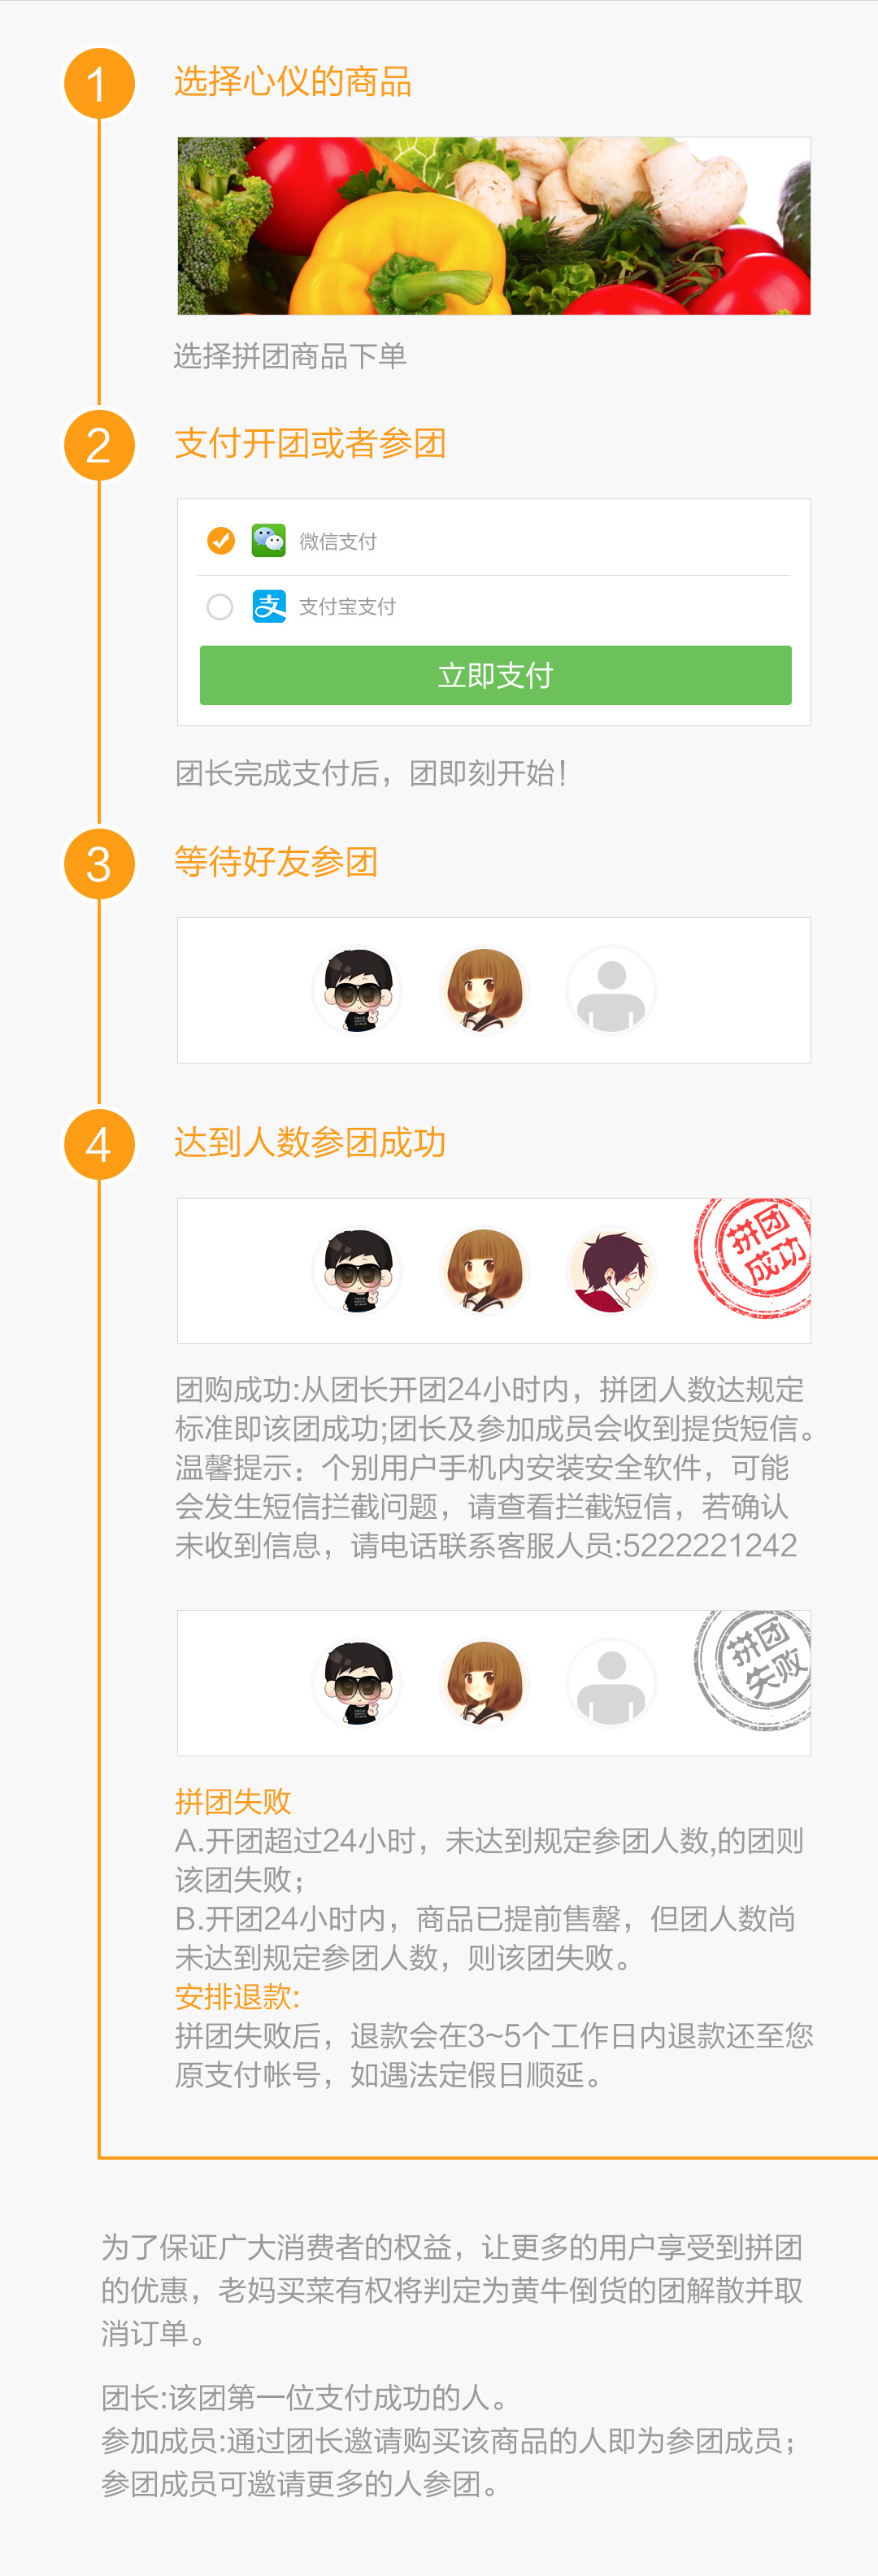 1
选择心仪的商品
选择拼团商品下单
2
支付开团或者参团
微信支付
支付宝支付
立即支付
团长完成支付后，团即刻开始！
3
等待好友参团
4
达到人数参团成功
拼团
成功
团购成功:从团长开团24小时内，拼团人数达规定
标准即该团成功;团长及参加成员会收到提货短信。
温馨提示：个别用户手机内安装安全软件，可能
会发生短信拦截问题，请查看拦截短信，若确认
未收到信息，请电话联系客服人员:5222221242
拼团
失败
拼团失败
A.开团超过24小时，未达到规定参团人数,的团则
该团失败；
B.开团24小时内，商品已提前售罄，但团人数尚
未达到规定参团人数，则该团失败。
安排退款:
拼团失败后，退款会在3~5个工作日内退款还至您
原支付帐号，如遇法定假日顺延。
为了保证广大消费者的权益，让更多的用户享受到拼团
的优惠，老妈买菜有权将判定为黄牛倒货的团解散并取
消订单。
团长:该团第一位支付成功的人。
参加成员:通过团长邀请购买该商品的人即为参团成员；
参团成员可邀请更多的人参团。